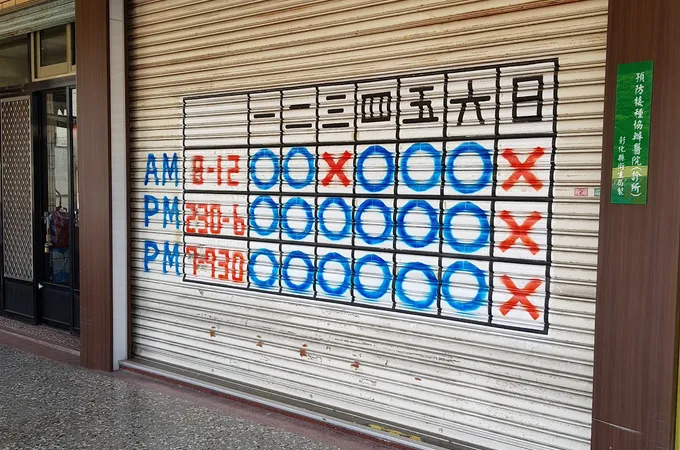 一 二 三 四 五 六 日
AM 8-12 O O X O O O X
PM 230-6 O O O O O O X
PM 7-930 O O O O O O X
預防接種協辦醫院(診所)
彰化縣衛生局製